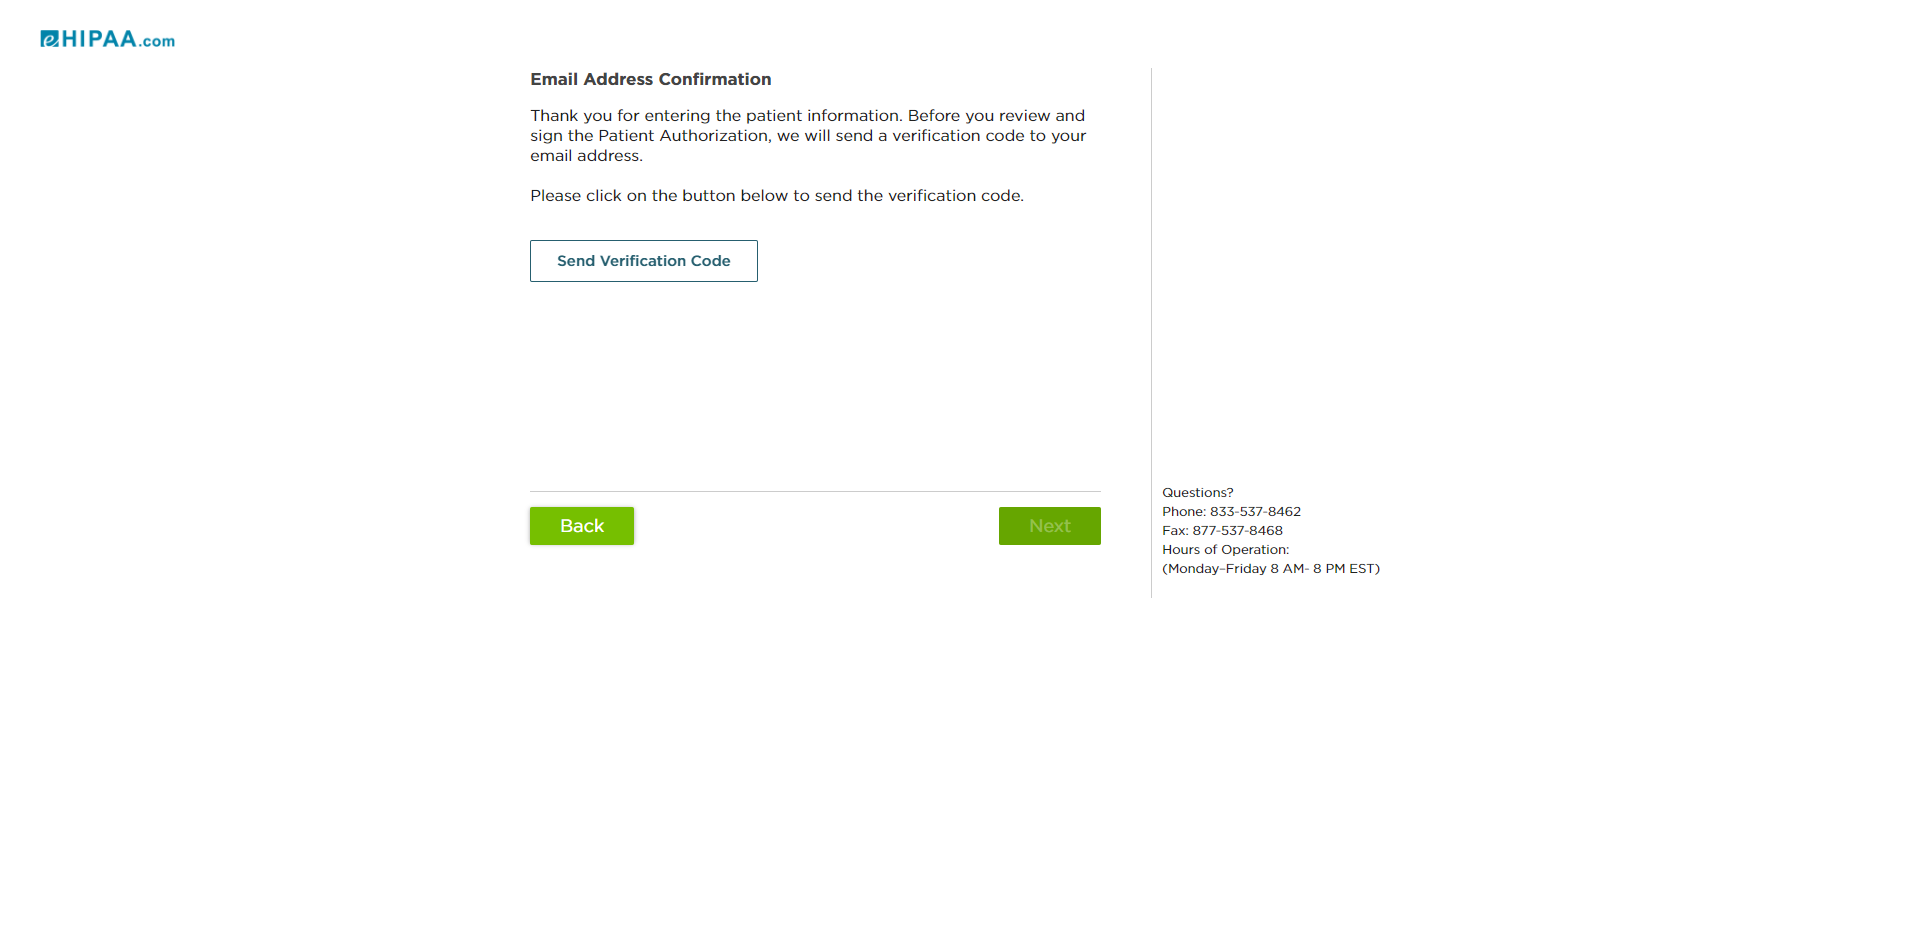 eHIPAA.com
Email Address Confirmation
Thank you for entering the patient information. Before you review and
sign the Patient Authorization, we will send a verification code to your
email address.
Please click on the button below to send the verification code.
Send Verification Code
Back
Next
Questions?
Phone: 833-537-8462
Fax: 877-537-8468
Hours of Operation:
(Monday–Friday 8 AM- 8 PM EST)